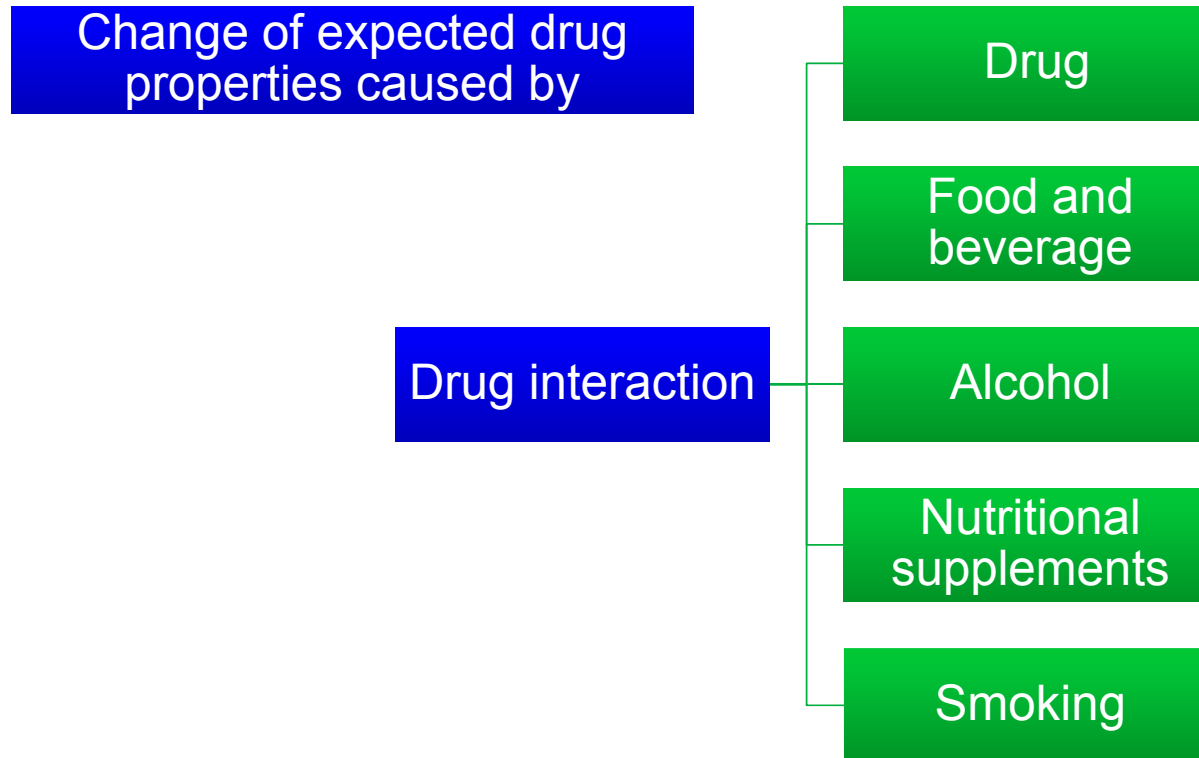 Change of expected drug
properties caused by
Drug
Food and
beverage
Drug interaction
Alcohol
Nutritional
supplements
Smoking